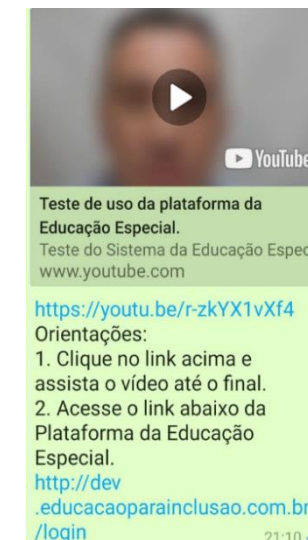 YouTube
Teste de uso da plataforma da
Educação Especial.
Teste do Sistema da Educação Espec
www.youtube.com
https://youtu.be/r-zkYX1vXf4
Orientações:
1. Clique no link acima e
assista o vídeo até o final.
2. Acesse o link abaixo da
Plataforma da Educação
Especial.
http://dev
.educacaoparainclusao.com.br
/login
21:10